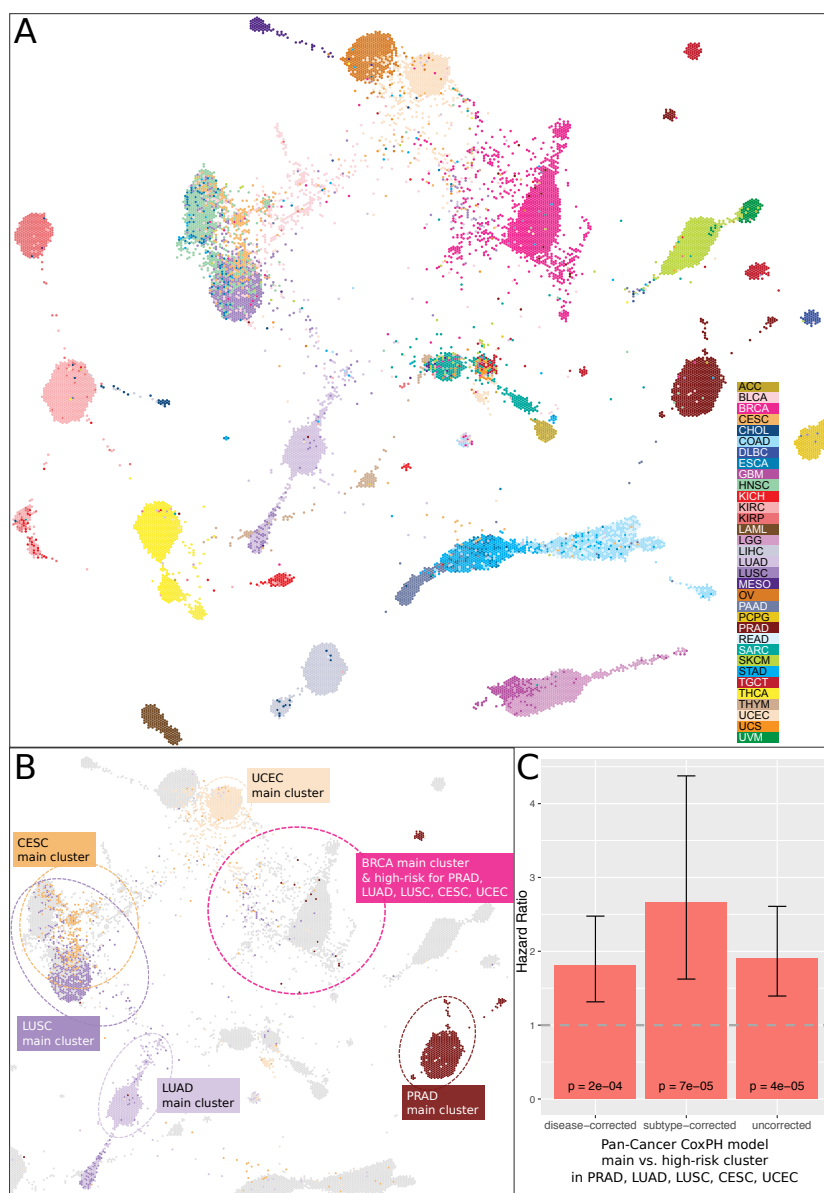 A
ACC
BLCA
BRCA
CESC
CHOL
COAD
DLBC
ESCA
GBM
HNSC
KICH
KIRC
KIRP
LAML
LGG
LIHC
LUAD
LUSC
MESO
OV
PAAD
PCPG
PRAD
READ
SARC
SKCM
STAD
TGCT
THCA
THYM
UCEC
UCS
UVM
B
UCEC
main cluster
CESC
main cluster
BRCA main cluster
& high-risk for PRAD,
LUAD, LUSC, CESC, UCEC
LUSC
main cluster
LUAD
main cluster
PRAD
main cluster
C
Hazard Ratio
4
3
2
1
0
p = 2e−04
p = 7e−05
p = 4e−05
disease−corrected
subtype−corrected
uncorrected
Pan-Cancer CoxPH model
main vs. high-risk cluster
in PRAD, LUAD, LUSC, CESC, UCEC